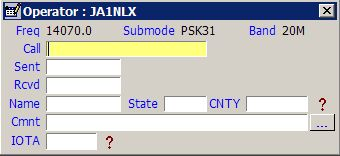 Operator : JA1NLX
Freq 14070.0 Submode PSK31 Band 20M
Call
Sent
Rcvd
Name State CNTY ?
Cmnt ...
IOTA ?